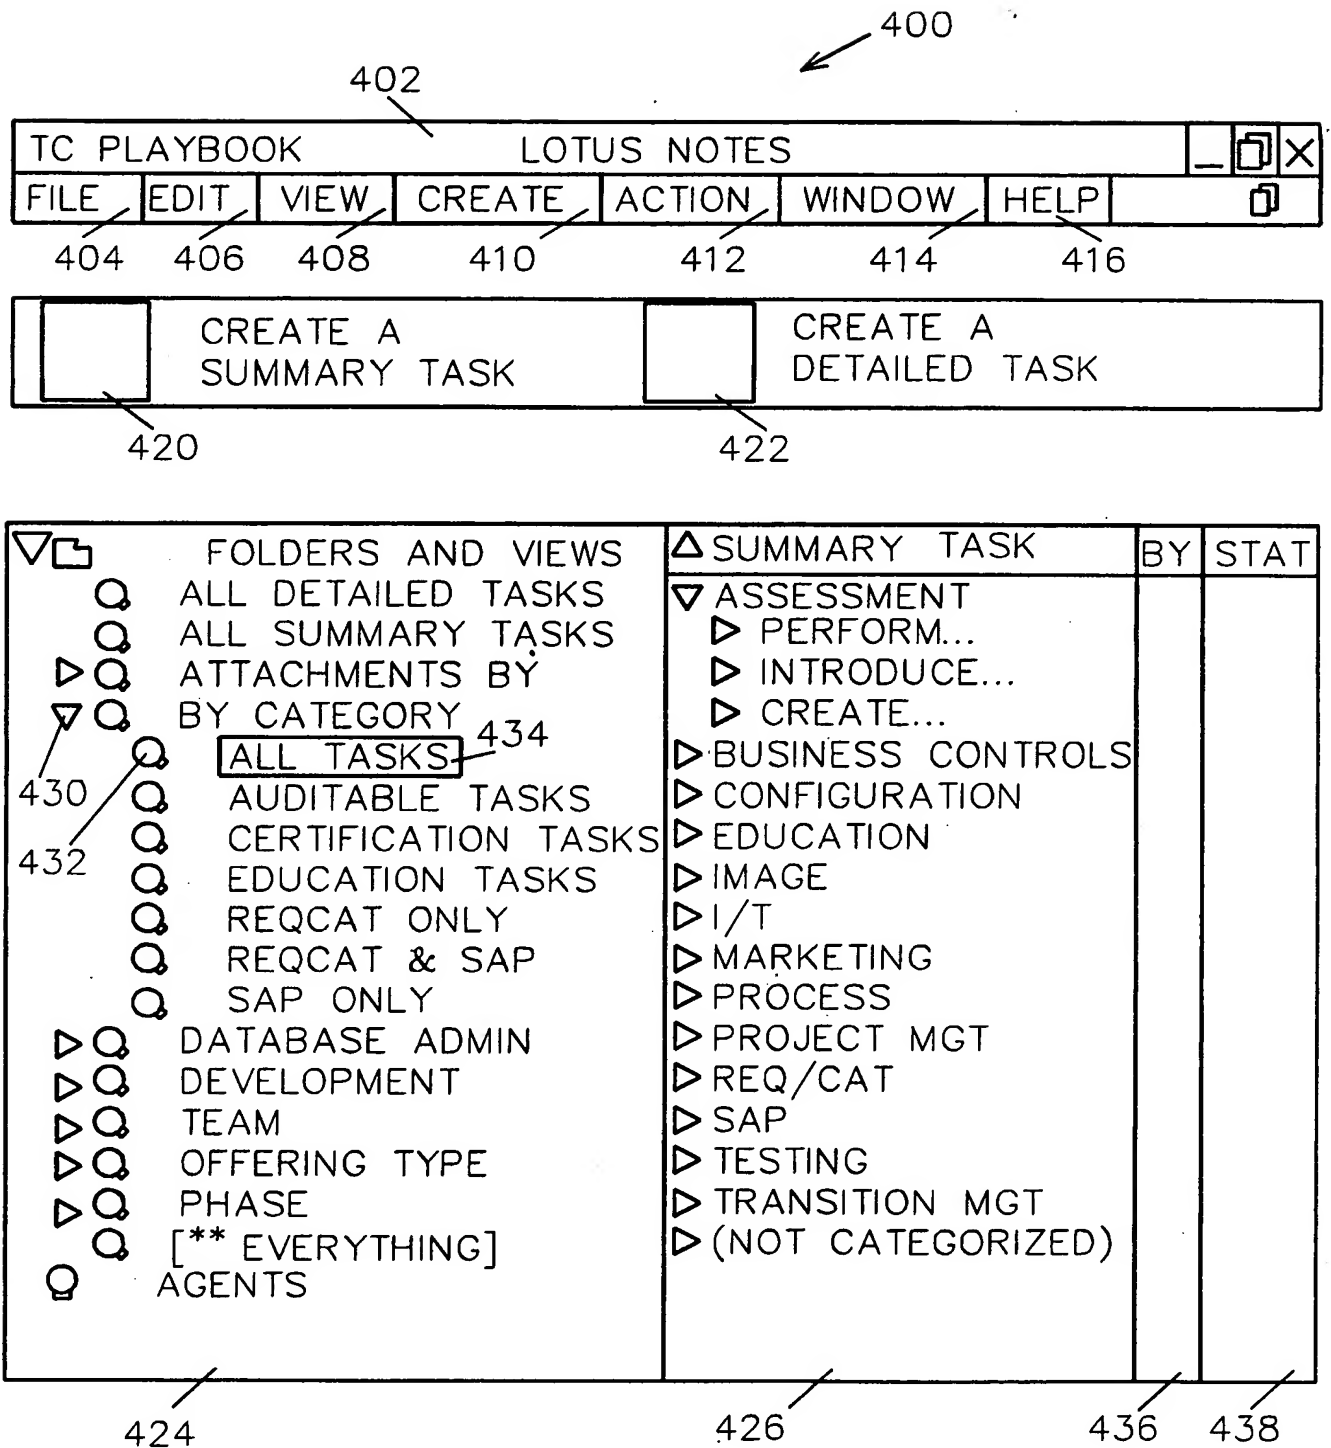 400
402
TC PLAYBOOK LOTUS NOTES
FILE EDIT VIEW CREATE ACTION WINDOW HELP
404 406 408 410 412 414 416
CREATE A
SUMMARY TASK
CREATE A
DETAILED TASK
420 422
FOLDERS AND VIEWS
ALL DETAILED TASKS
ALL SUMMARY TASKS
ATTACHMENTS BY
BY CATEGORY
434
ALL TASKS
430
AUDITABLE TASKS
CERTIFICATION TASKS
432
EDUCATION TASKS
REQCAT ONLY
REQCAT & SAP
SAP ONLY
DATABASE ADMIN
DEVELOPMENT
TEAM
OFFERING TYPE
PHASE
[** EVERYTHING]
AGENTS
SUMMARY TASK BY STAT
ASSESSMENT
PERFORM...
INTRODUCE...
CREATE...
BUSINESS CONTROLS
CONFIGURATION
EDUCATION
IMAGE
I/T
MARKETING
PROCESS
PROJECT MGT
REQ/CAT
SAP
TESTING
TRANSITION MGT
(NOT CATEGORIZED)
424 426 436 438